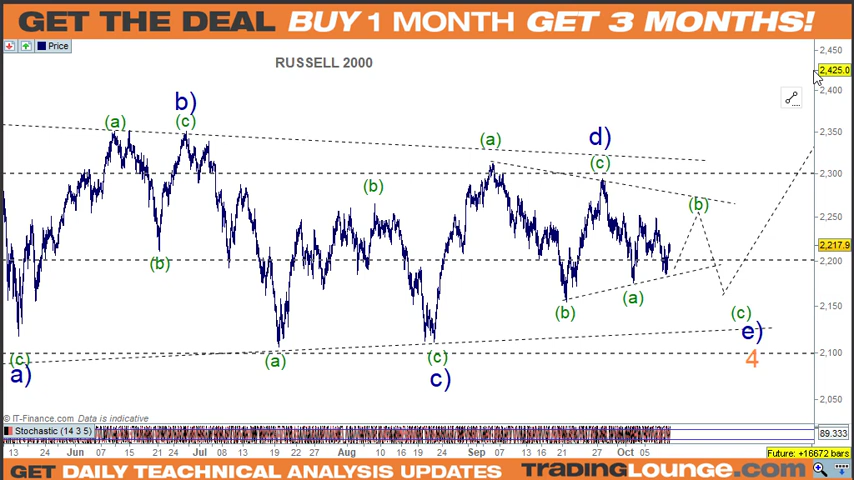 GET THE DEAL BUY 1 MONTH GET 3 MONTHS!
Price
RUSSELL 2000
2,450
2,425.0
2,400
2,350
2,300
2,250
2,217.9
2,200
2,150
2,100
2,050
b)
(a)
(c)
(b)
(c)
a)
(b)
(a)
(c)
c)
(a)
d)
(c)
(b)
(a)
(b)
(c)
e)
4
© IT-Finance.com Data is indicative
Stochastic (14 3 5)
89.333
13 24 Jun 07 15 21 24 Jul 07 19 22 27 Aug 10 16 19 24 Sep 07 13 16 21 27 Oct 05
Future: +16672 bars
GET DAILY TEACHNICAL ANALYSIS UPDATES TRADINGLOUNGE.com